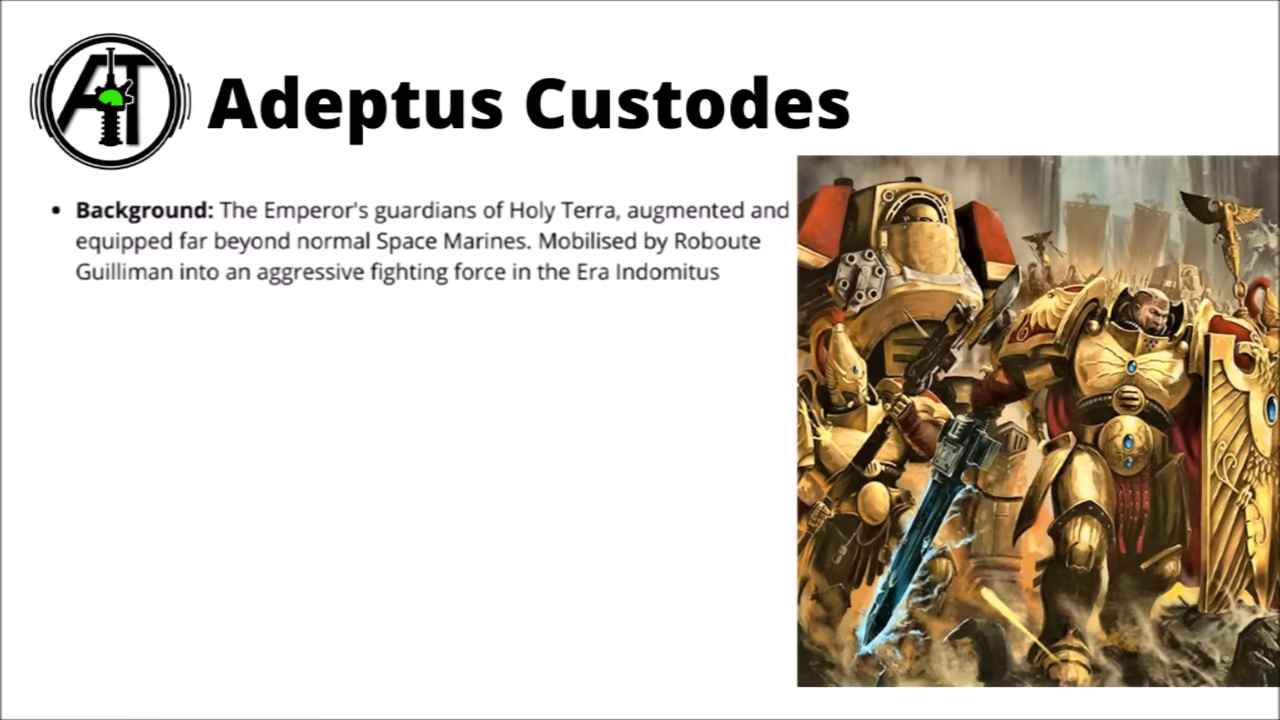 AT
Adeptus Custodes
• Background: The Emperor's guardians of Holy Terra, augmented and
equipped far beyond normal Space Marines. Mobilised by Roboute
Guilliman into an aggressive fighting force in the Era Indomitus